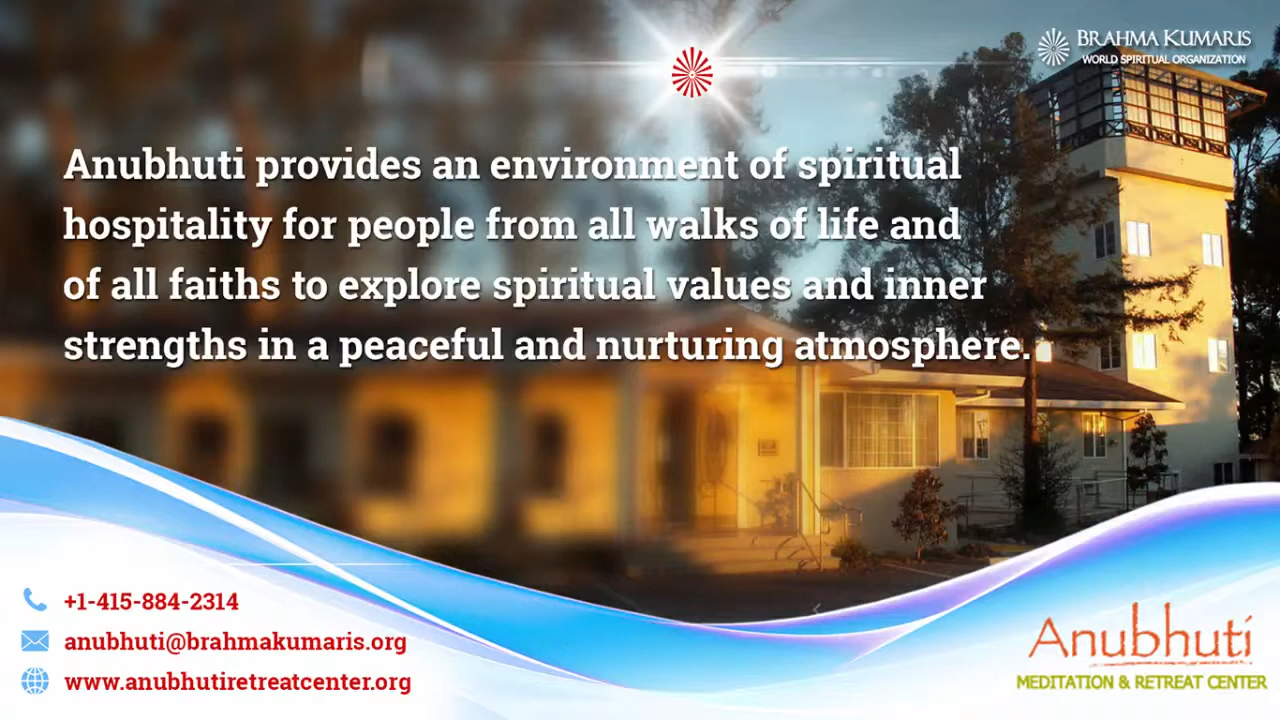 BRAHMA KUMARIS
WORLD SPIRITUAL ORGANIZATION
Anubhuti provides an environment of spiritual
hospitality for people from all walks of life and
of all faiths to explore spiritual values and inner
strengths in a peaceful and nurturing atmosphere.
+1-415-884-2314
anubhuti@brahmakumaris.org
www.anubhutiretreatcenter.org
Anubhuti
MEDITATION & RETREAT CENTER